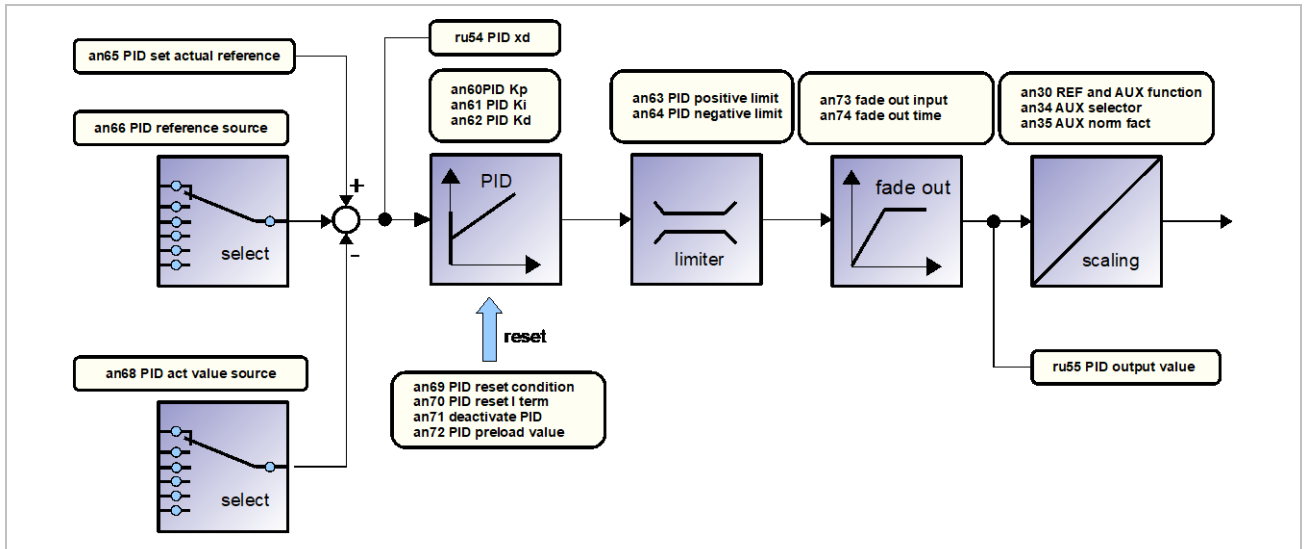 an65 PID set actual reference
ru54 PID xd
an66 PID reference source
an60PID Kp
an61 PID Ki
an62 PID Kd
an63 PID positive limit
an64 PID negative limit
an73 fade out input
an74 fade out time
an30 REF and AUX function
an34 AUX selector
an35 AUX norm fact
select
+
-
PID
limiter
fade out
scaling
reset
an68 PID act value source
select
an69 PID reset condition
an70 PID reset I term
an71 deactivate PID
an72 PID preload value
ru55 PID output value